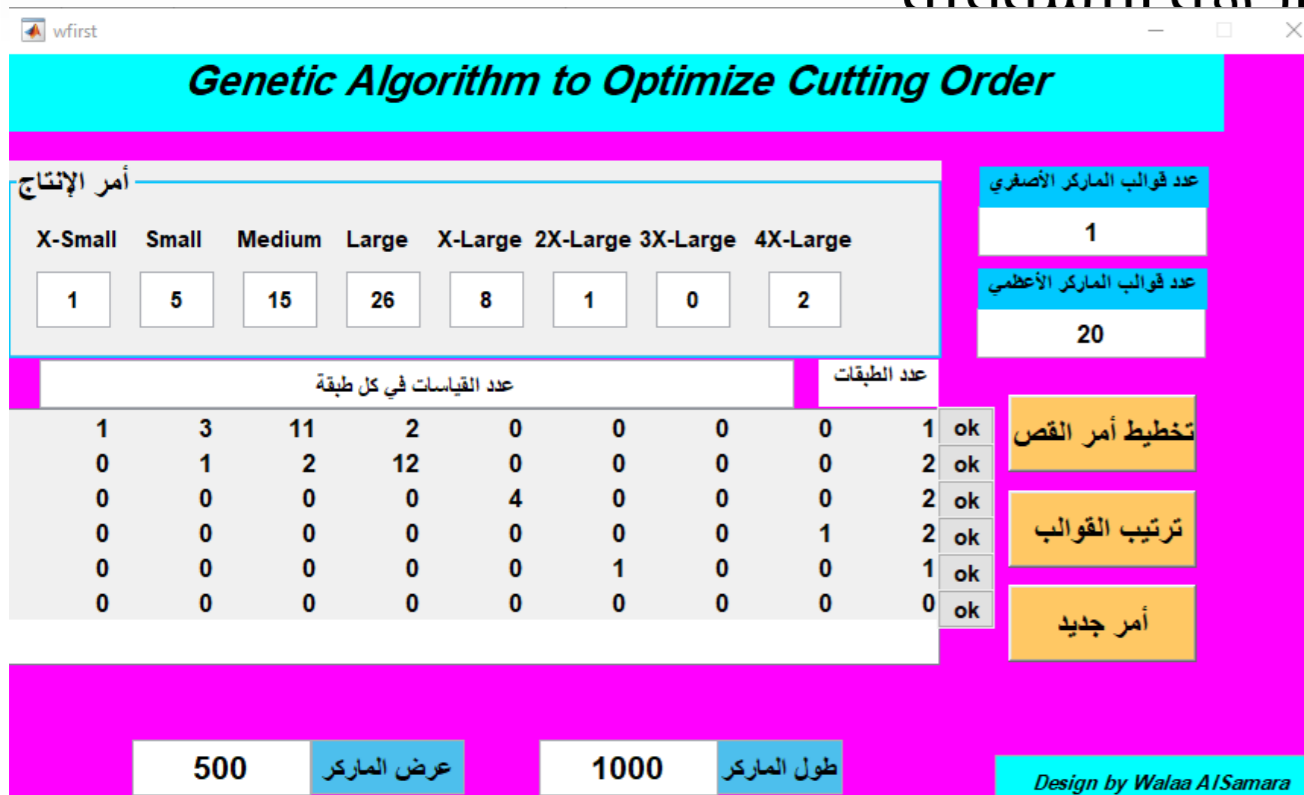 wfirst
Genetic Algorithm to Optimize Cutting Order
أمر الإنتاج
X-Small Small Medium Large X-Large 2X-Large 3X-Large 4X-Large
1 5 15 26 8 1 0 2
عدد قوالب الماركر الأصغري
1
عدد قوالب الماركر الأعظمي
20
عدد القياسات في كل طبقة
عدد الطبقات
1 3 11 2 0 0 0 0 1 ok
0 1 2 12 0 0 0 0 2 ok
0 0 0 0 4 0 0 0 2 ok
0 0 0 0 0 0 0 1 2 ok
0 0 0 0 0 1 0 0 1 ok
0 0 0 0 0 0 0 0 0 ok
تخطيط أمر القص
ترتيب القوالب
أمر جديد
500 عرض الماركر
1000 طول الماركر
Design by Walaa AlSamara